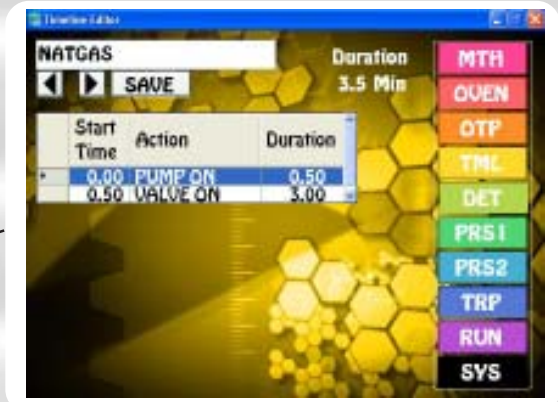 Timeline Editor
NATGAS
Duration
3.5 Min
SAVE
Start Time Action Duration
0.00 PUMP ON 0.50
0.50 VALVE ON 3.00
MTH
OVEN
OTP
TML
DET
PRS1
PRS2
TRP
RUN
SYS